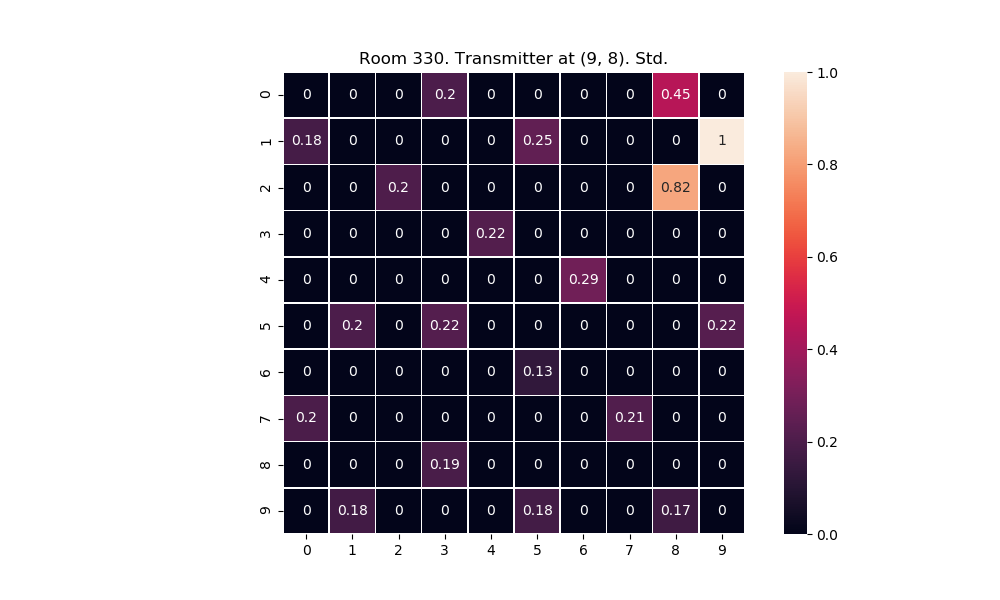 Room 330. Transmitter at (9, 8). Std.
0 0 0 0 0.2 0 0 0 0 0.45 0
1 0.18 0 0 0 0 0.25 0 0 0 1
2 0 0 0.2 0 0 0 0 0 0.82 0
3 0 0 0 0 0.22 0 0 0 0 0
4 0 0 0 0 0 0 0.29 0 0 0
5 0 0.2 0 0.22 0 0 0 0 0 0.22
6 0 0 0 0 0 0.13 0 0 0 0
7 0.2 0 0 0 0 0 0 0.21 0 0
8 0 0 0 0.19 0 0 0 0 0 0
9 0 0.18 0 0 0 0.18 0 0 0.17 0
0 1 2 3 4 5 6 7 8 9
1.0
0.8
0.6
0.4
0.2
0.0